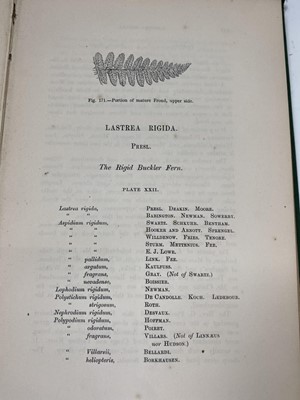 Fig. 171.—Portion of mature Frond, upper side.
LASTREA RIGIDA.
PRESL.
The Rigid Buckler Fern.
PLATE XXII.
Lastrea rigida, PRESL. DEAKIN. MOORE.
" " BABINGTON. NEWMAN. SOWERBY.
Aspidium rigidum, SWARTZ. SCHKUHR. BENTHAM.
" " HOOKER AND ARNOTT. SPRENGEL.
" " WILLDENOW. FRIES. TENORE.
" " STURM. METTENIUS. FÉE.
" " E. J. LOWE.
" pallidum, LINK. FÉE.
" argutum, KAULFUSS.
" fragrans, GRAY. (Not of SWARTZ.)
" nevadense, BOISSIER.
Lophodium rigidum, NEWMAN.
Polystichum rigidum, DE CANDOLLE. KOCH. LEDEBOUR.
" strigosum, ROTH.
Nephrodium rigidum, DESVAUX.
Polypodium rigidum, HOFFMAN.
" odoratum, POIRET.
" fragrans, VILLARS. (Not of LINNÆUS
nor HUDSON.)
" Villarsii, BELLARDI.
" heliopteris, BORKHAUSEN.